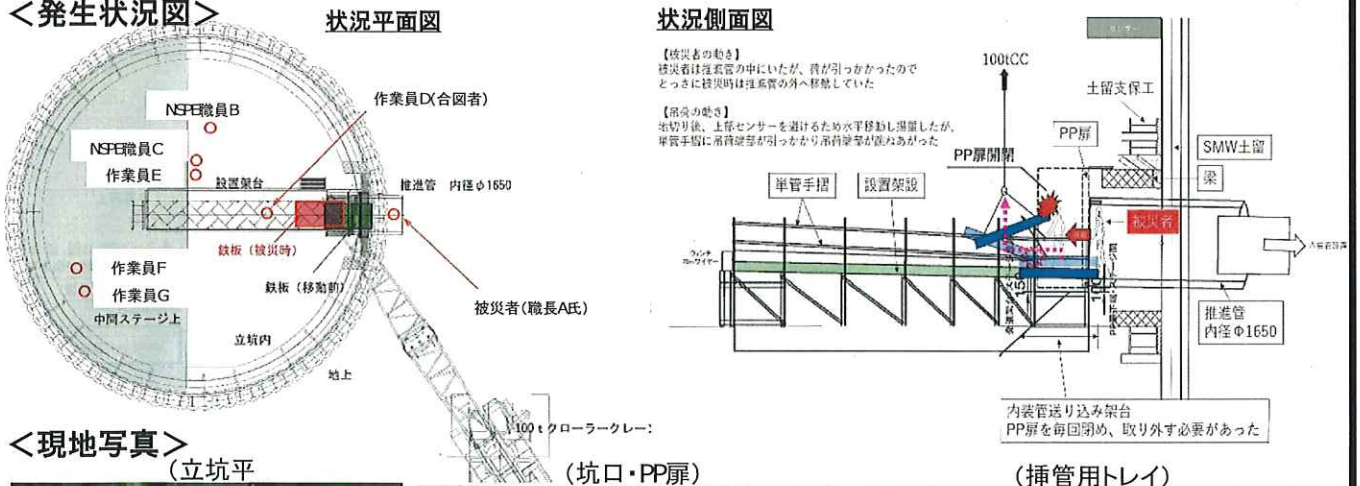 ＜発生状況図＞
状況平面図
NSPE職員B
NSPE職員C
作業員E
作業員D(合図者)
設置架台
推進管 内径φ1650
鉄板（被災時）
鉄板（移動前）
作業員F
作業員G
中間ステージ上
立坑内
地上
被災者(職長A氏)
100ｔクローラークレー
状況側面図
【被災者の動き】
被災者は推進管の中にいたが、荷が引っかかったので
とっさに被災時は推進管の外へ移動していた
【吊荷の動き】
地切り後、上部センサーを避けるため水平移動し揚重したが、
単管手摺に吊荷端部が引っかかり吊荷端部が跳ねあがった
センサー
100tCC
土留支保工
PP扉
SMW土留
PP扉開閉
梁
単管手摺
設置架設
被災者
推進管
内径Φ1650
内装管送り込み架台
PP扉を毎回閉め、取り外す必要があった
＜現地写真＞
(立坑平
(坑口・PP扉)
(挿管用トレイ)